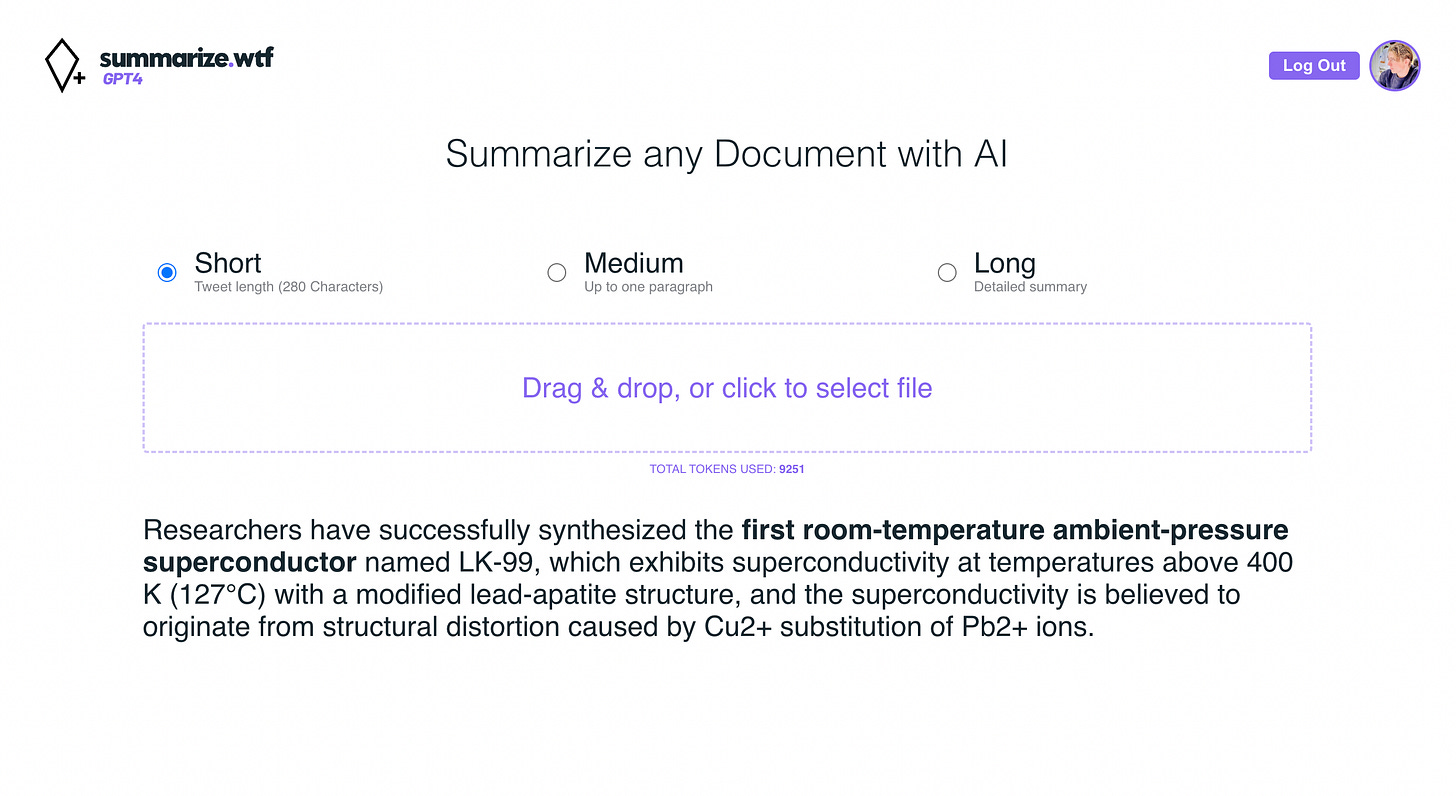 summarize.wtf
GPT4
Log Out
Summarize any Document with AI
Short
Tweet length (280 Characters)
Medium
Up to one paragraph
Long
Detailed summary
Drag & drop, or click to select file
TOTAL TOKENS USED: 9251
Researchers have successfully synthesized the first room-temperature ambient-pressure
superconductor named LK-99, which exhibits superconductivity at temperatures above 400
K (127°C) with a modified lead-apatite structure, and the superconductivity is believed to
originate from structural distortion caused by Cu2+ substitution of Pb2+ ions.